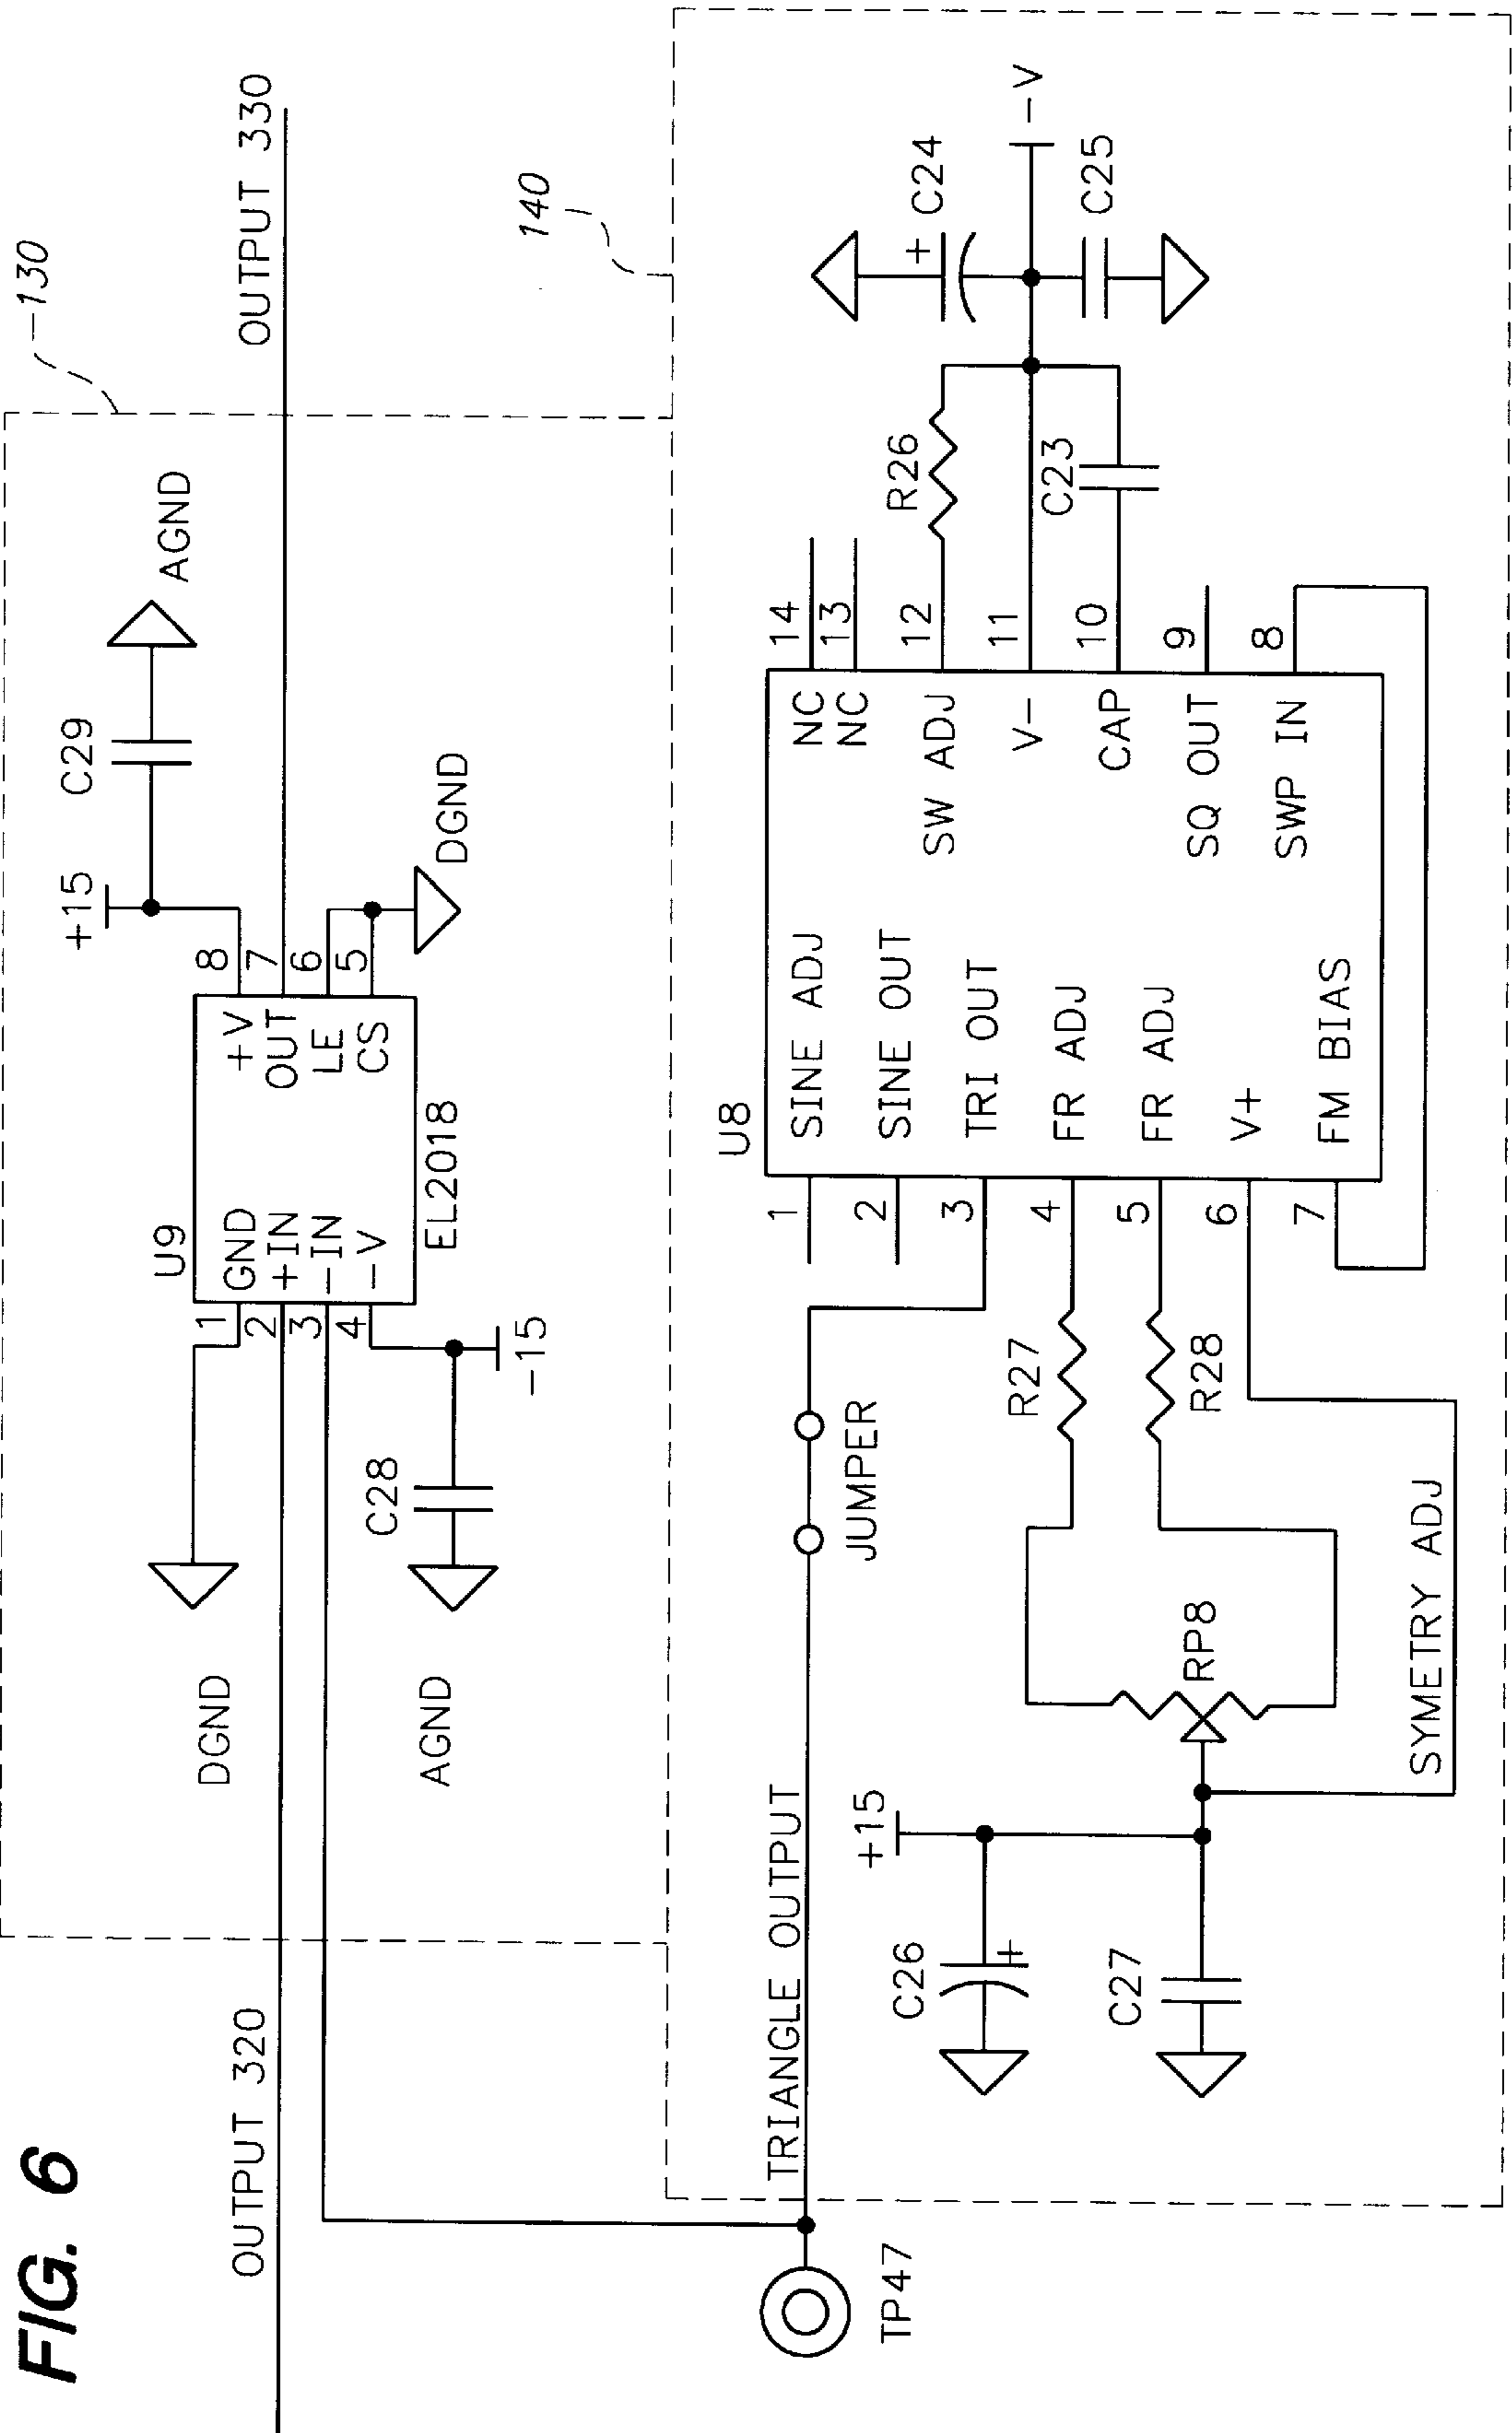 FIG. 6
OUTPUT 320
130
OUTPUT 330
DGND
AGND
U9
1
2
3
4
GND
+IN
-IN
-V
+V
OUT
LE
CS
8
7
6
5
EL2018
C28
-15
+15
C29
AGND
DGND
140
TP47
TRIANGLE OUTPUT
JUMPER
+15
C26
+
C27
RP8
SYMETRY ADJ
R27
R28
U8
1
2
3
4
5
6
7
SINE ADJ
SINE OUT
TRI OUT
FR ADJ
FR ADJ
V+
FM BIAS
NC
NC
SW ADJ
V-
CAP
SQ OUT
SWP IN
14
13
12
11
10
9
8
R26
C23
+
C24
C25
-V